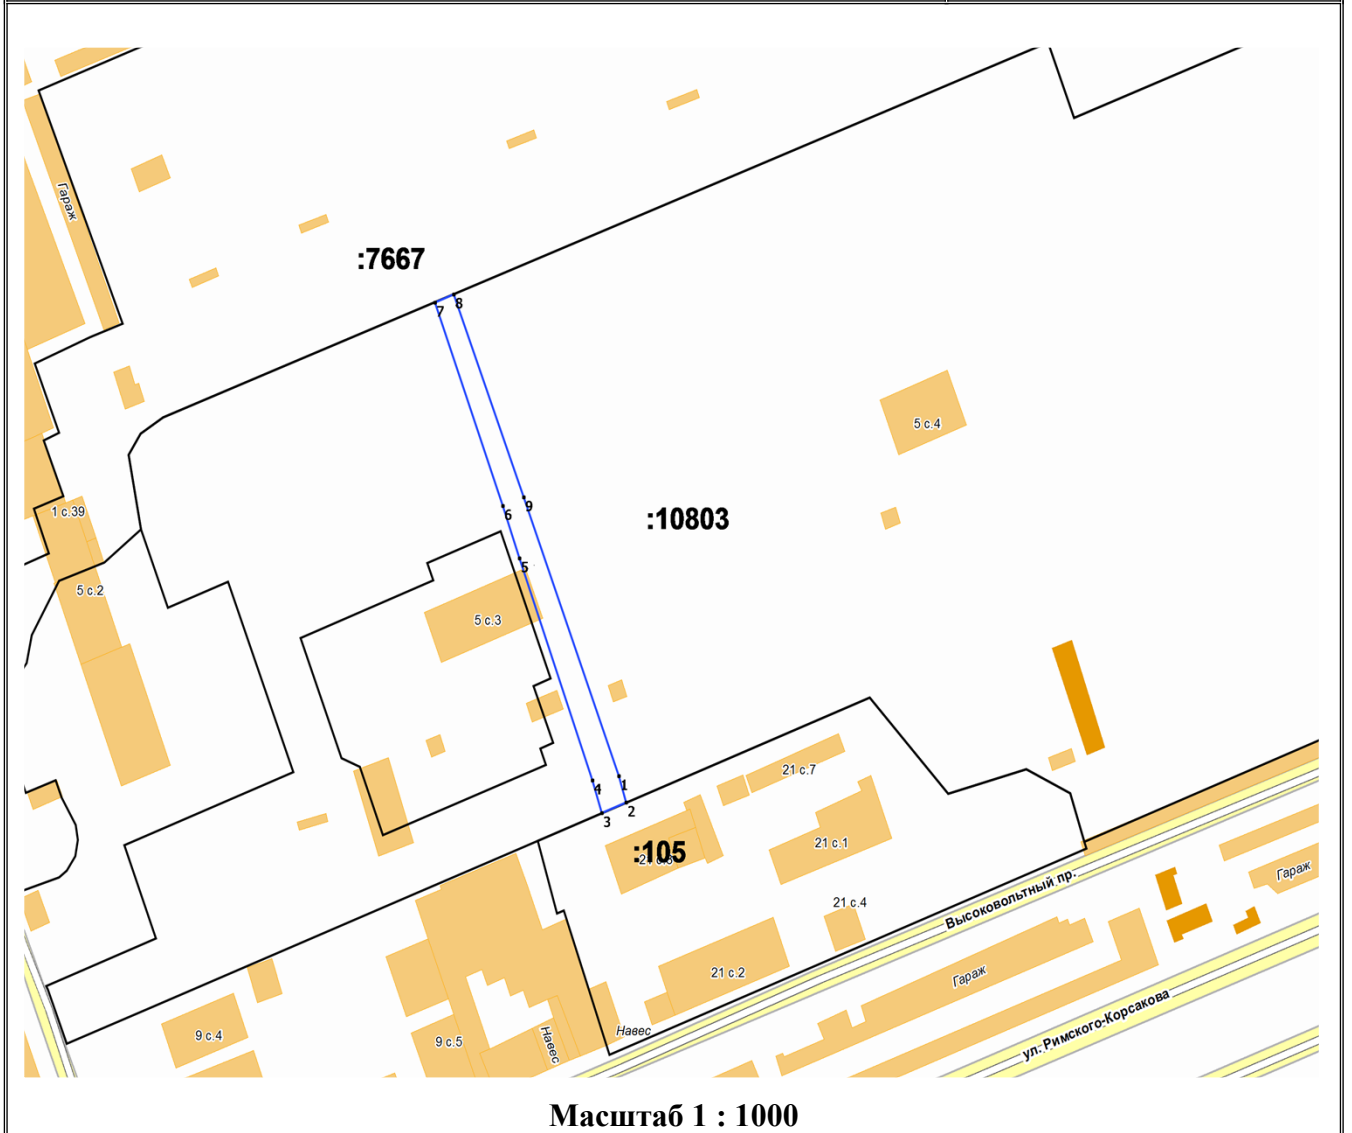 Гараж
:7667
8
7
5 с.4
1 с.39
6
9
:10803
5
5 с.2
5 с.3
21 с.7
4
1
3
2
21 с.1
:105
Гараж
Высоковольтный пр.
21 с.4
21 с.2
Гараж
9 с.4
9 с.5
Навес
Навес
ул. Римского-Корсакова
Масштаб 1 : 1000